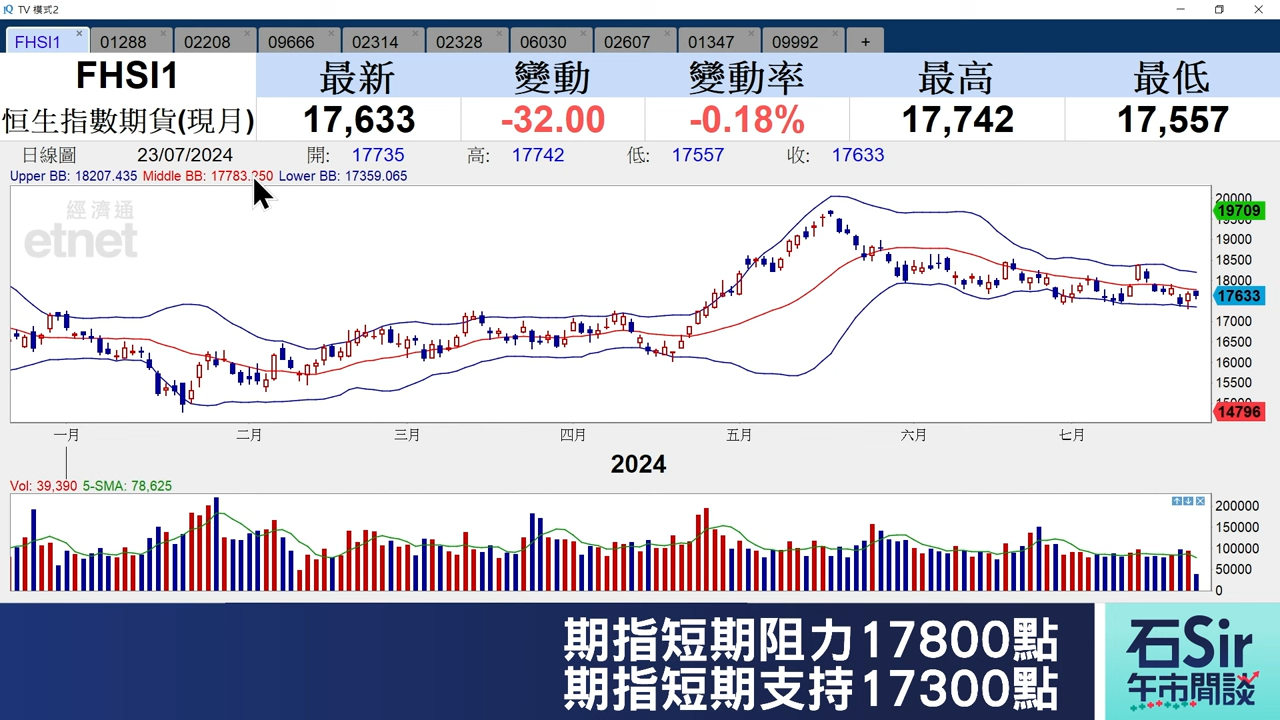 TV 模式2
FHSI1 01288 02208 09666 02314 02328 06030 02607 01347 09992 +
FHSI1 最新 變動 變動率 最高 最低
恒生指數期貨(現月) 17,633 -32.00 -0.18% 17,742 17,557
日線圖 23/07/2024 開: 17735 高: 17742 低: 17557 收: 17633
Upper BB: 18207.435 Middle BB: 17783.250 Lower BB: 17359.065
經濟通
etnet
20000
19709
19000
18500
18000
17633
17000
16500
16000
15500
14796
一月 二月 三月 四月 五月 六月 七月
2024
Vol: 39,390 5-SMA: 78,625
200000
150000
100000
50000
0
期指短期阻力17800點
期指短期支持17300點
石Sir
午市閒談